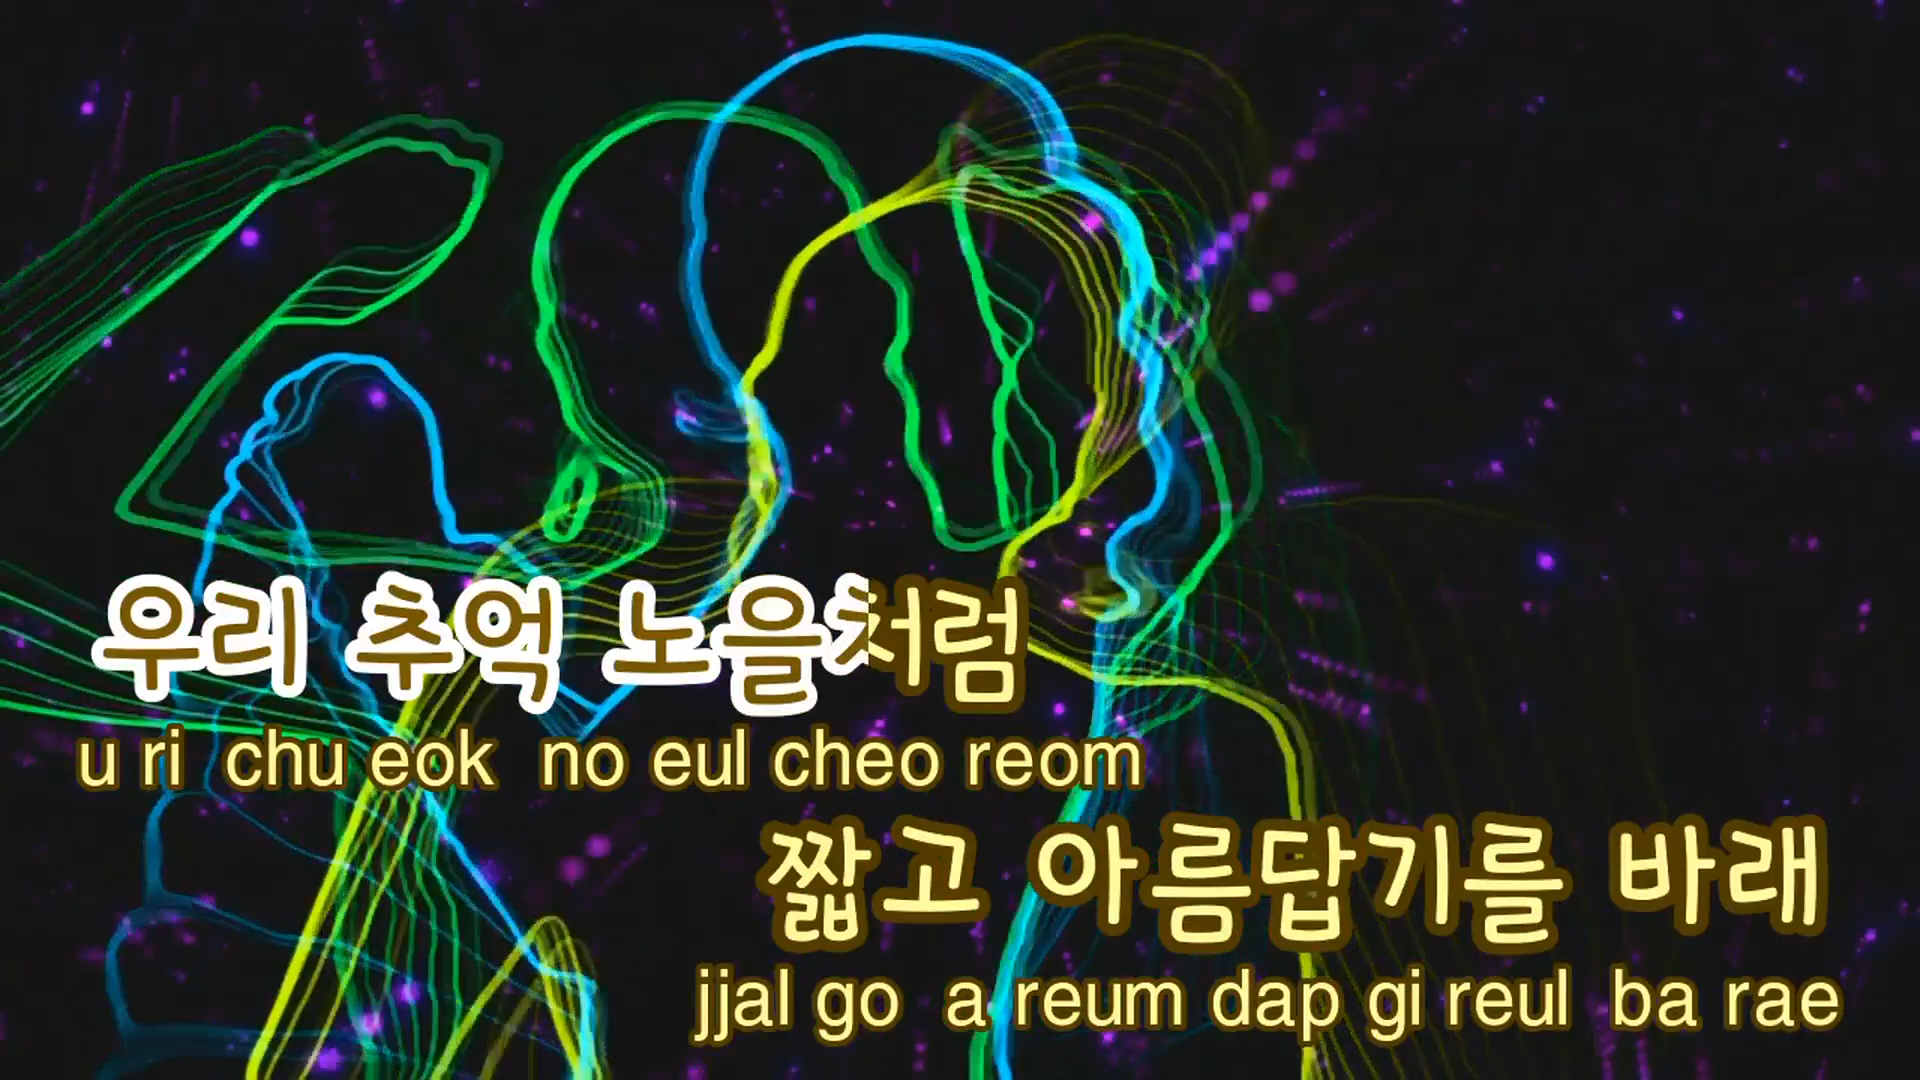 우리 추억 노을처럼
u ri chu eok no eul cheo reom
짧고 아름답기를 바래
jjal go a reum dap gi reul ba rae